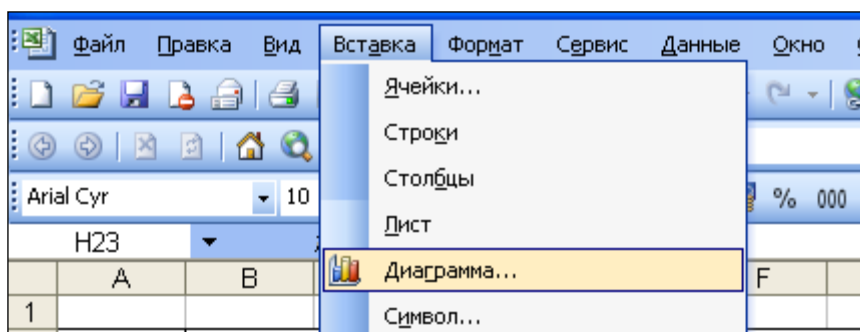 Файл Правка Вид Вставка Формат Сервис Данные Окно
Ячейки...
Строки
Столбцы
Arial Cyr 10 % 000
Лист
H23
Диаграмма...
A B F
1
Символ...